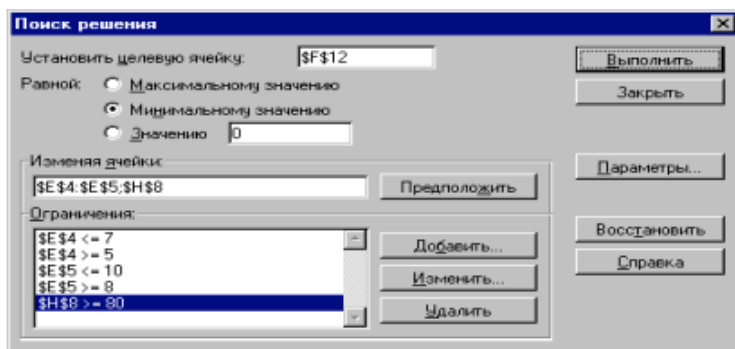 Поиск решения
Установить целевую ячейку: $F$12
Равной: Максимальному значению
Минимальному значению
Значению 0
Выполнить
Закрыть
Изменяя ячейки:
$E$4:$E$5;$H$8
Предположить
Параметры...
Ограничения:
$E$4 <= 7
$E$4 >= 5
$E$5 <= 10
$E$5 >= 8
$H$8 >= 80
Добавить...
Изменить...
Удалить
Восстановить
Справка